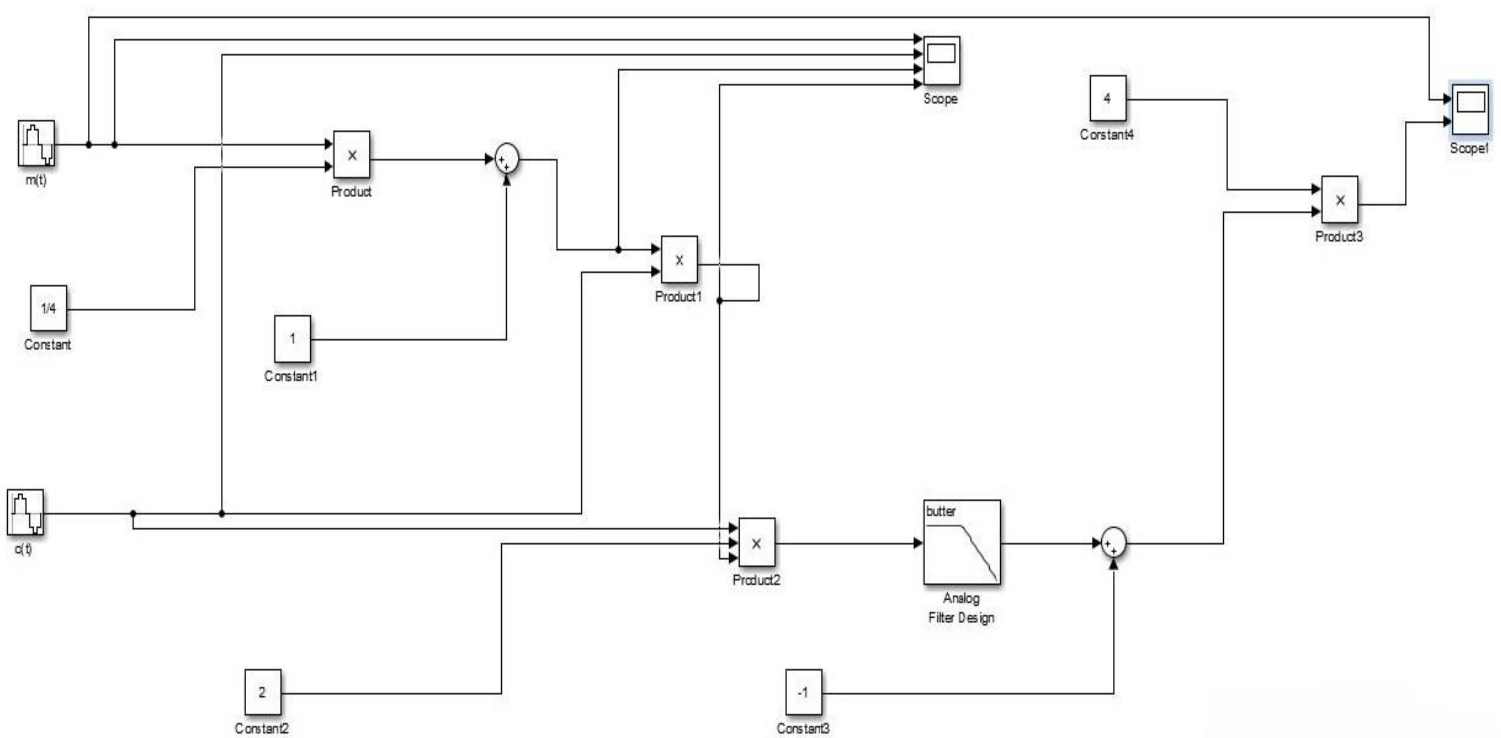 Scope
4
Constant4
Scope1
m(t)
×
Product
+
+
×
Product3
1/4
Constant
×
Product1
1
Constant1
c(t)
×
Product2
butter
Analog
Filter Design
+
+
2
Constant2
-1
Constant3